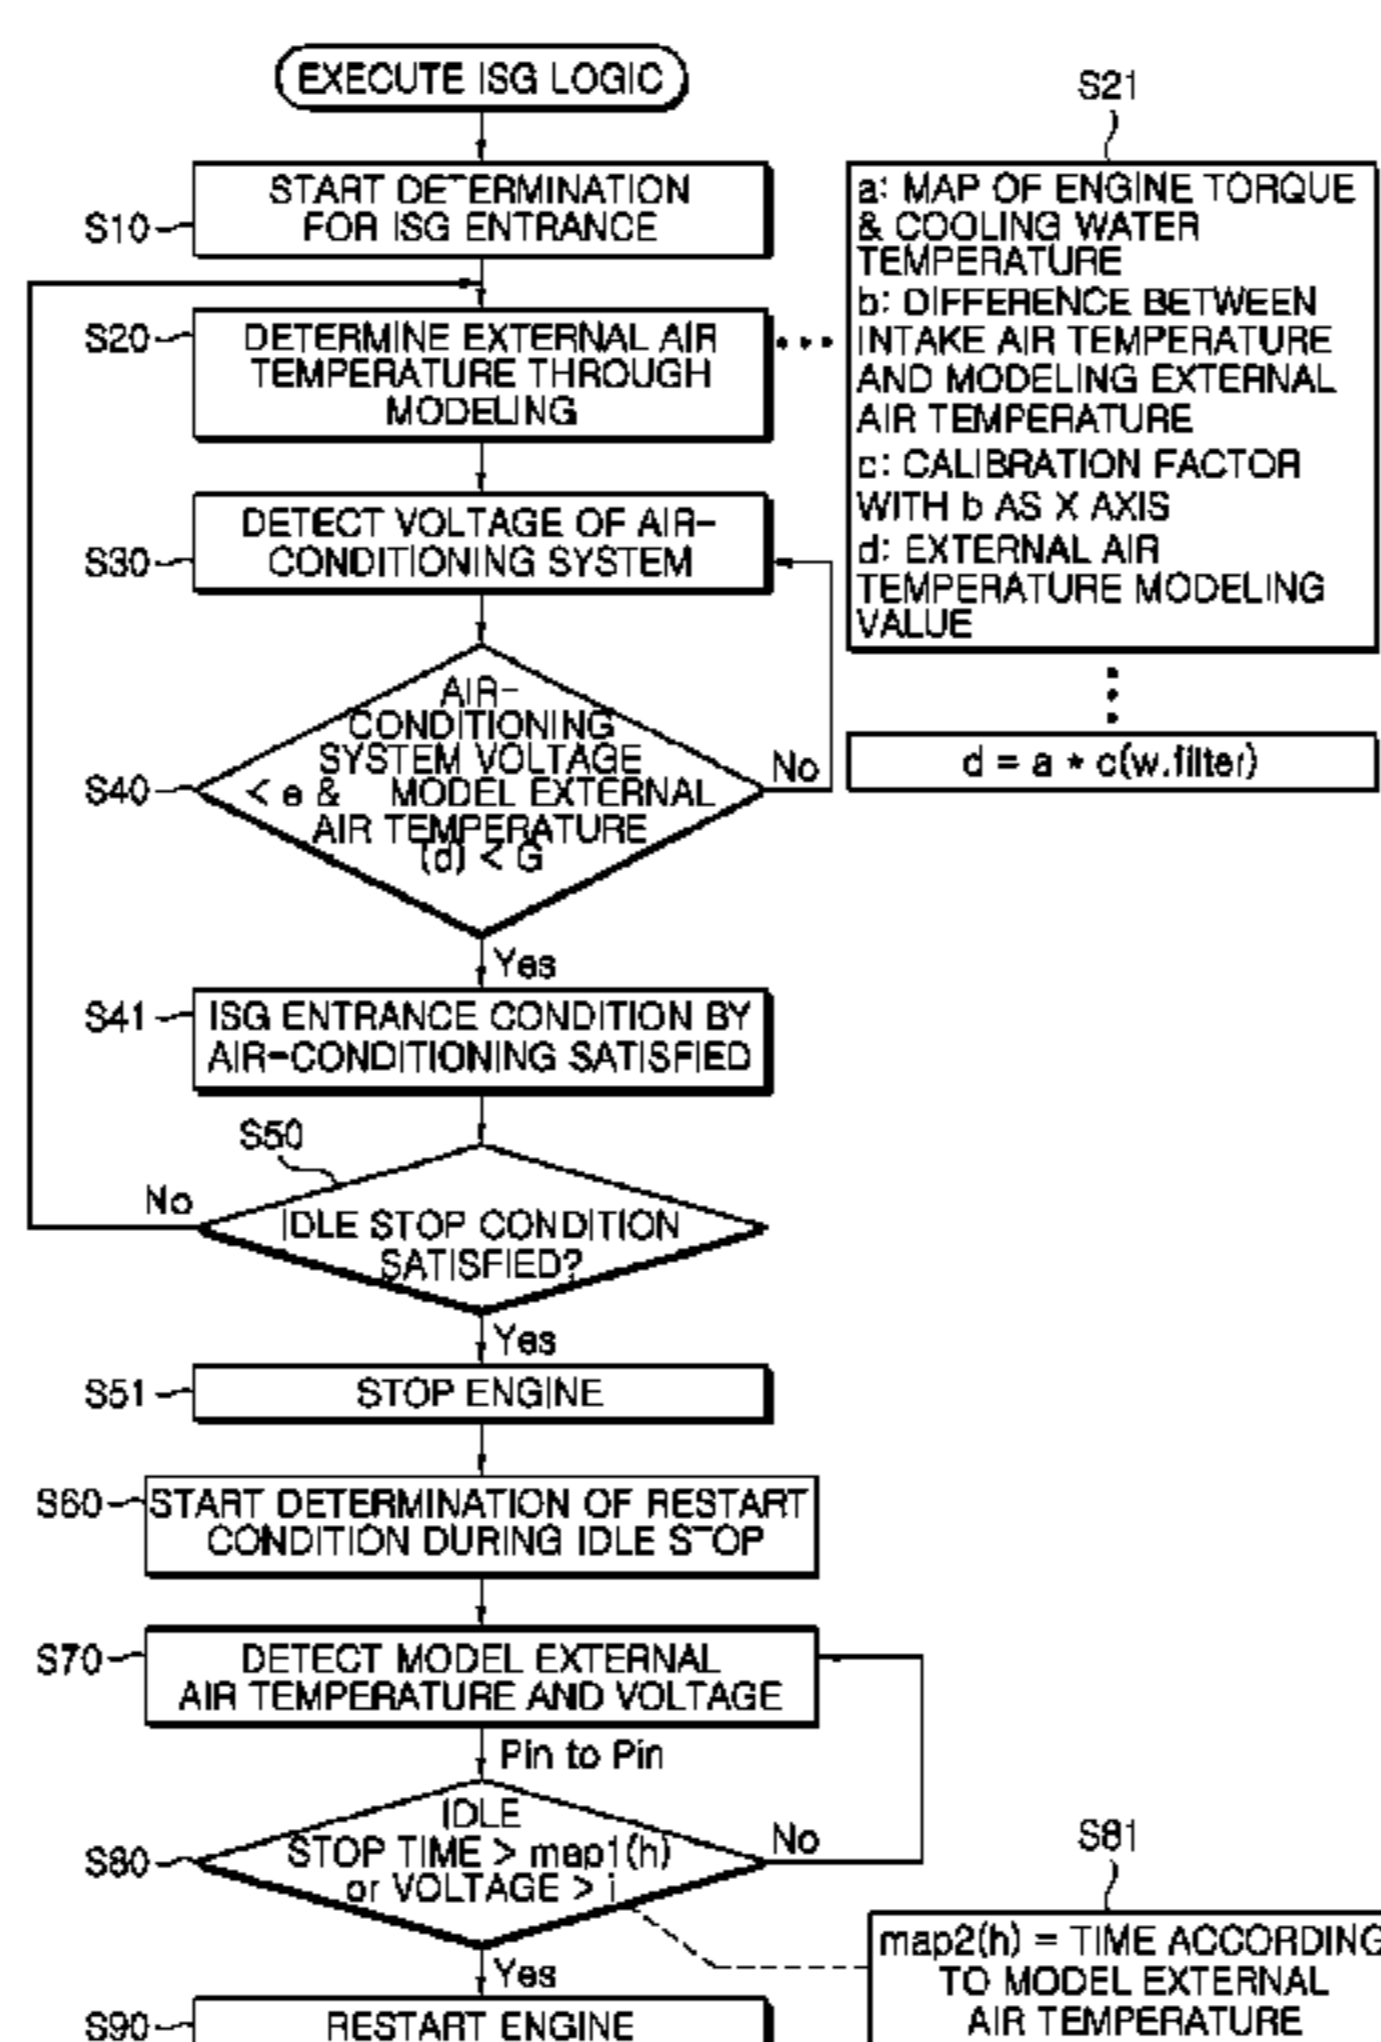 EXECUTE ISG LOGIC
S10
START DETERMINATION
FOR ISG ENTRANCE
S20
DETERMINE EXTERNAL AIR
TEMPERATURE THROUGH
MODELING
S21
a: MAP OF ENGINE TORQUE
& COOLING WATER
TEMPERATURE
b: DIFFERENCE BETWEEN
INTAKE AIR TEMPERATURE
AND MODELING EXTERNAL
AIR TEMPERATURE
c: CALIBRATION FACTOR
WITH b AS X AXIS
d: EXTERNAL AIR
TEMPERATURE MODELING
VALUE
d = a * c(w.filter)
S30
DETECT VOLTAGE OF AIR-
CONDITIONING SYSTEM
S40
AIR-
CONDITIONING
SYSTEM VOLTAGE
< e & MODEL EXTERNAL
AIR TEMPERATURE
(d) < G
No
Yes
S41
ISG ENTRANCE CONDITION BY
AIR-CONDITIONING SATISFIED
S50
No
IDLE STOP CONDITION
SATISFIED?
Yes
S51
STOP ENGINE
S60
START DETERMINATION OF RESTART
CONDITION DURING IDLE STOP
S70
DETECT MODEL EXTERNAL
AIR TEMPERATURE AND VOLTAGE
Pin to Pin
S80
IDLE
STOP TIME > map1(h)
or VOLTAGE > i
No
Yes
S81
map2(h) = TIME ACCORDING
TO MODEL EXTERNAL
AIR TEMPERATURE
S90
RESTART ENGINE